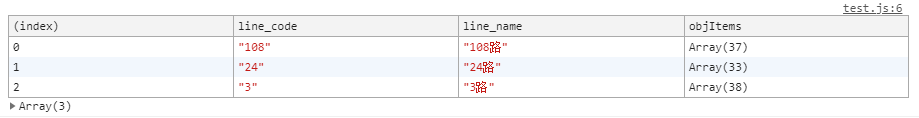 test.js:6
(index) line_code line_name objItems
0 "108" "108路" Array(37)
1 "24" "24路" Array(33)
2 "3" "3路" Array(38)
▶Array(3)